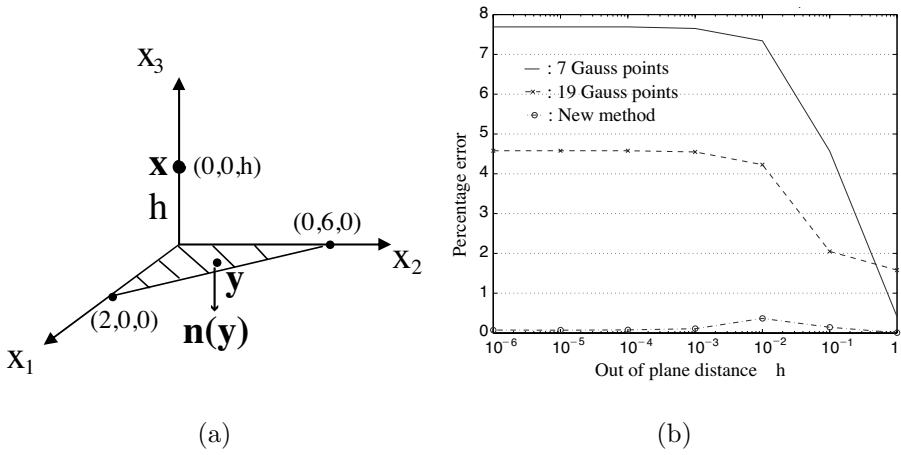 X3
x (0,0,h)
h
(0,6,0)
X2
y
(2,0,0)
n(y)
X1
(a)
8
7
6
5
4
3
2
1
0
Percentage error
— : 7 Gauss points
--×-- : 19 Gauss points
-·o-· : New method
10^-6 10^-5 10^-4 10^-3 10^-2 10^-1 1
Out of plane distance h
(b)